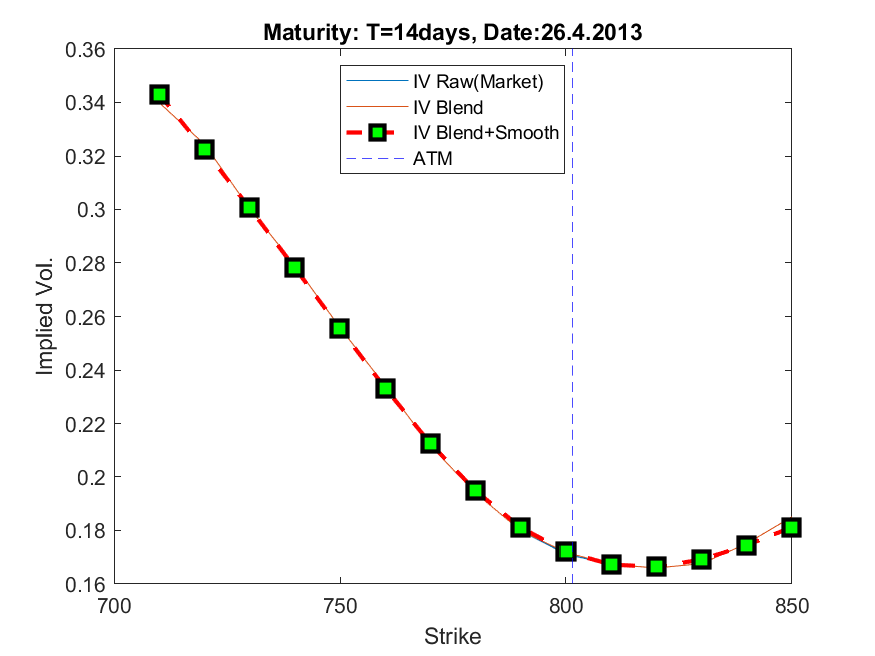 Maturity: T=14days, Date:26.4.2013
0.36
0.34
0.32
0.3
0.28
0.26
0.24
0.22
0.2
0.18
0.16
Implied Vol.
IV Raw(Market)
IV Blend
IV Blend+Smooth
ATM
700
750
800
850
Strike